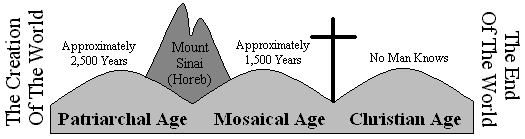 The Creation
Of The World
Approximately
2,500 Years
Mount
Sinai
(Horeb)
Approximately
1,500 Years
No Man Knows
The End
Of The World
Patriarchal Age
Mosaical Age
Christian Age